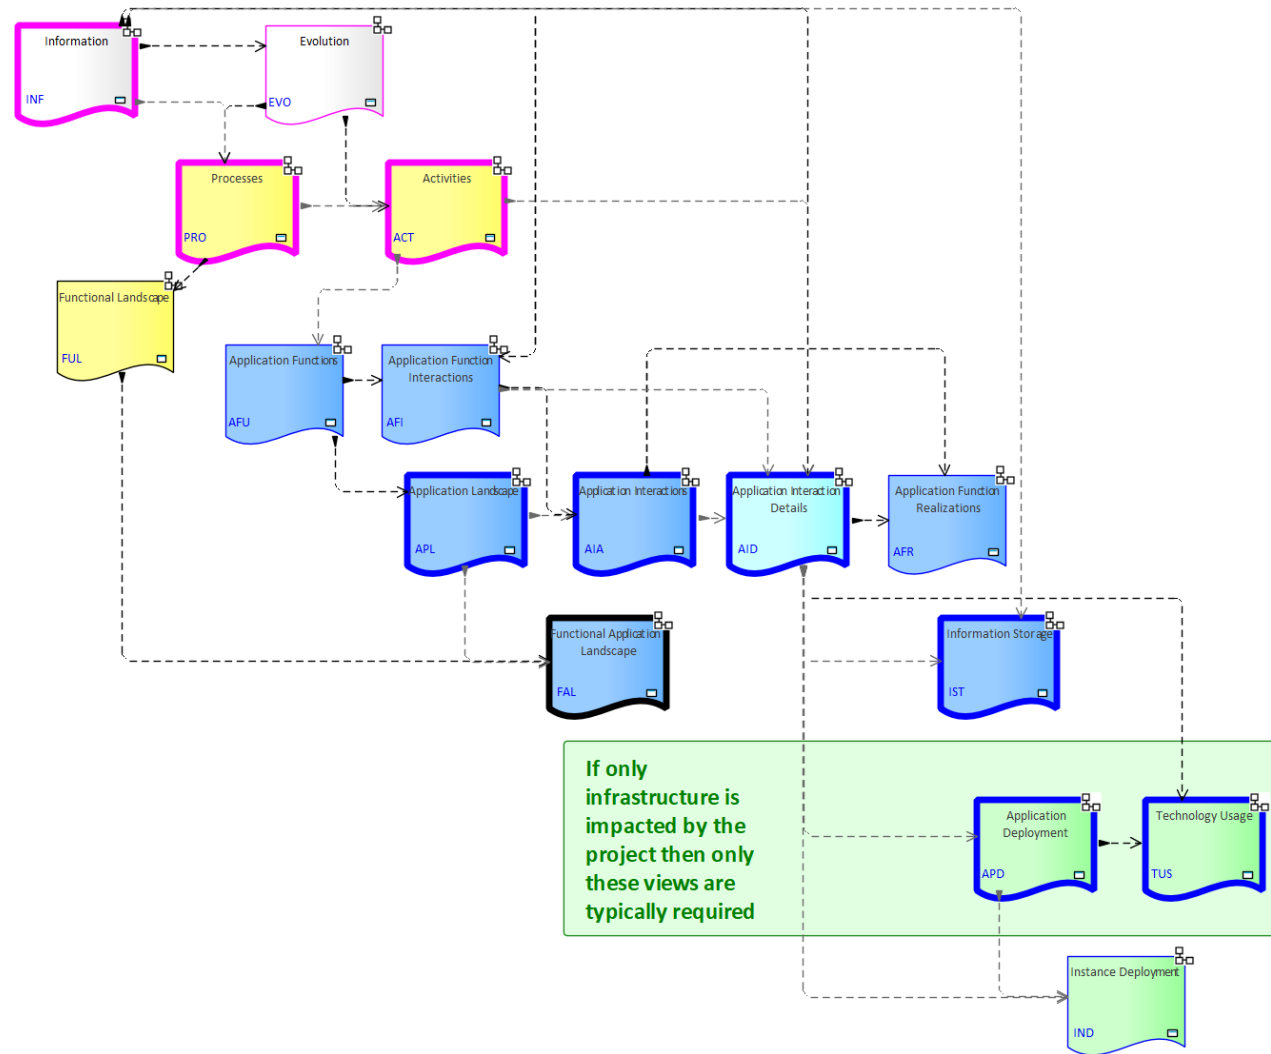 Information
INF
Evolution
EVO
Processes
PRO
Activities
ACT
Functional Landscape
FUL
Application Functions
AFU
Application Function
Interactions
AFI
Application Landscape
APL
Application Interactions
AIA
Application Interaction
Details
AID
Application Function
Realizations
AFR
Functional Application
Landscape
FAL
Information Storage
IST
If only
infrastructure is
impacted by the
project then only
these views are
typically required
Application
Deployment
APD
Technology Usage
TUS
Instance Deployment
IND